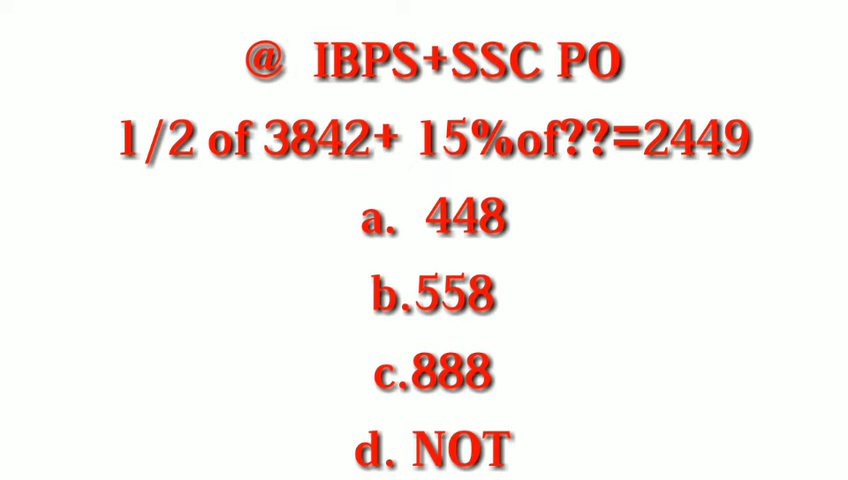 @ IBPS+SSC PO
1/2 of 3842+ 15%of??=2449
a. 448
b.558
c.888
d. NOT